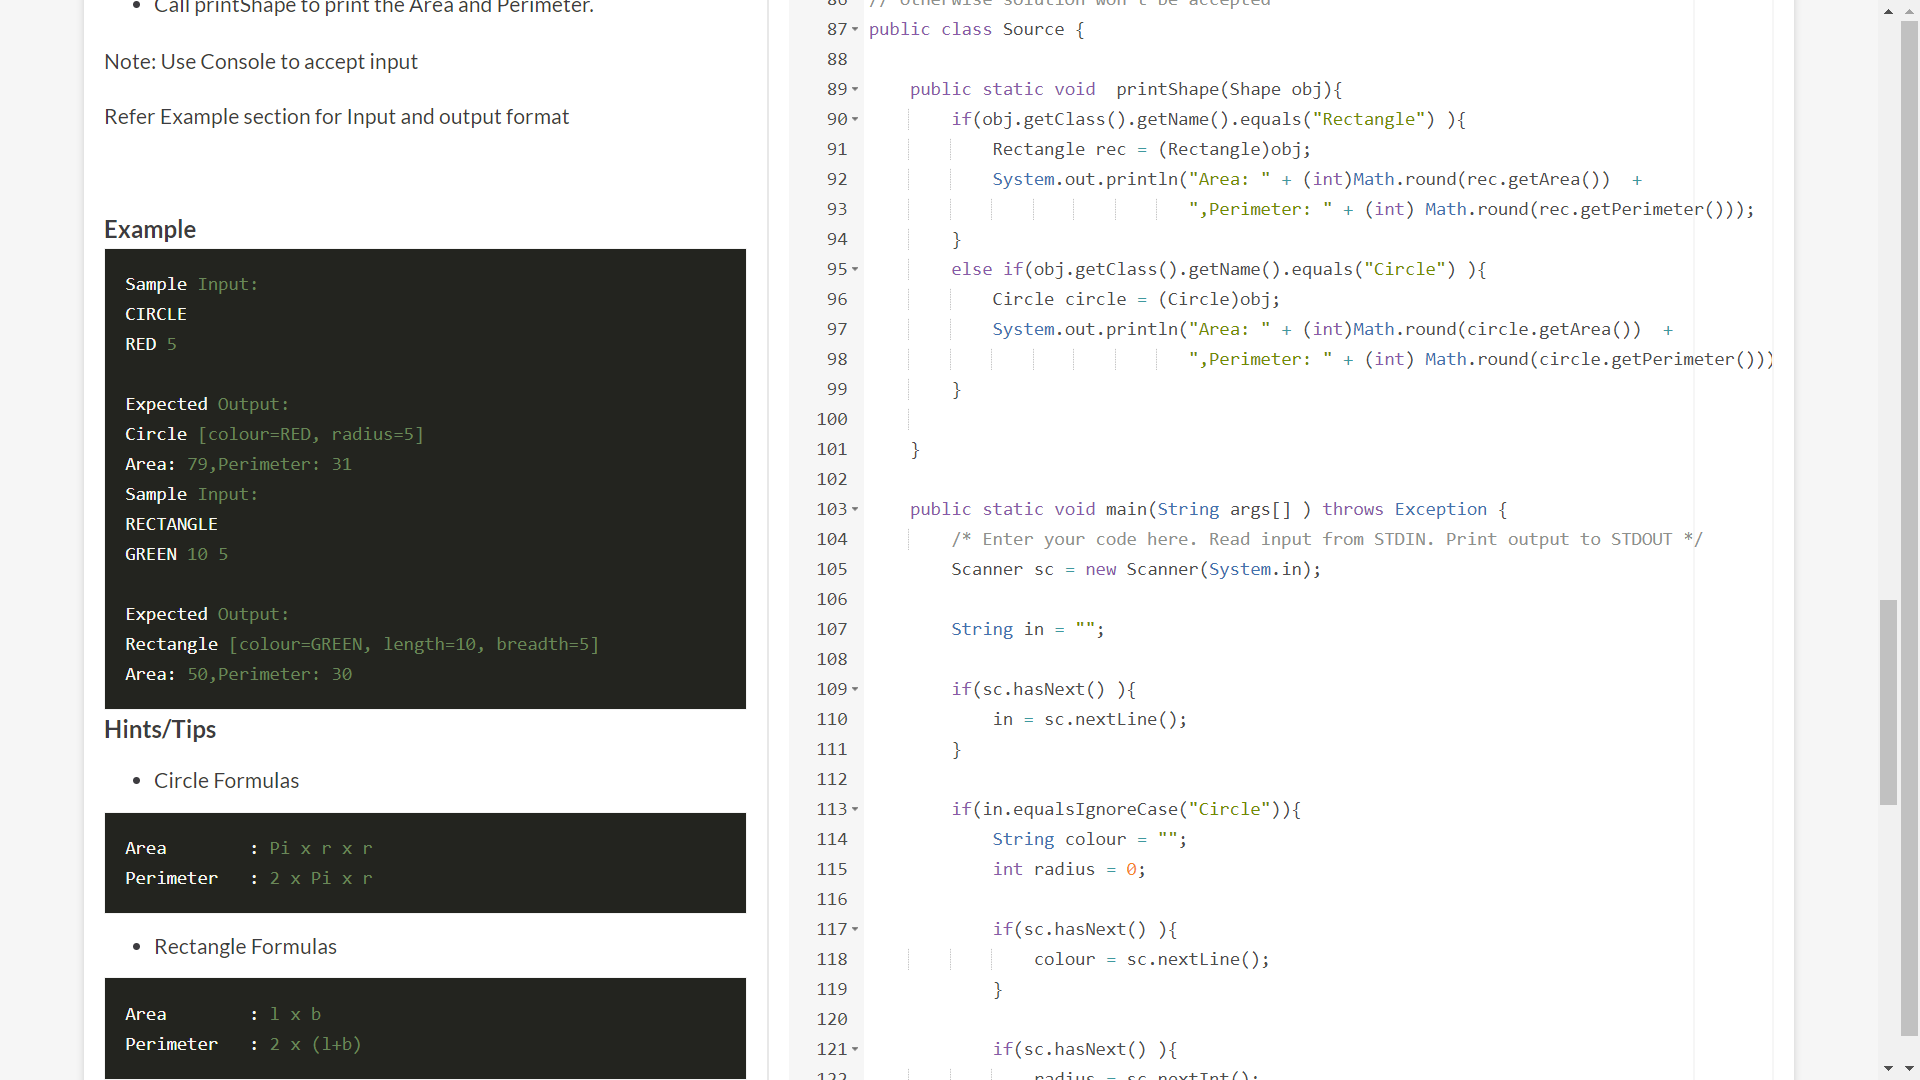 • Call printShape to print the Area and Perimeter.
Note: Use Console to accept input
Refer Example section for Input and output format
Example
Sample Input:
CIRCLE
RED 5
Expected Output:
Circle [colour=RED, radius=5]
Area: 79,Perimeter: 31
Sample Input:
RECTANGLE
GREEN 10 5
Expected Output:
Rectangle [colour=GREEN, length=10, breadth=5]
Area: 50,Perimeter: 30
Hints/Tips
• Circle Formulas
Area        : Pi x r x r
Perimeter   : 2 x Pi x r
• Rectangle Formulas
Area        : l x b
Perimeter   : 2 x (l+b)
86 // otherwise solution won't be accepted
87 public class Source {
88
89     public static void  printShape(Shape obj){
90         if(obj.getClass().getName().equals("Rectangle") ){
91             Rectangle rec = (Rectangle)obj;
92             System.out.println("Area: " + (int)Math.round(rec.getArea())  +
93                                ",Perimeter: " + (int) Math.round(rec.getPerimeter()));
94         }
95         else if(obj.getClass().getName().equals("Circle") ){
96             Circle circle = (Circle)obj;
97             System.out.println("Area: " + (int)Math.round(circle.getArea())  +
98                                ",Perimeter: " + (int) Math.round(circle.getPerimeter()))
99         }
100
101     }
102
103     public static void main(String args[] ) throws Exception {
104         /* Enter your code here. Read input from STDIN. Print output to STDOUT */
105         Scanner sc = new Scanner(System.in);
106
107         String in = "";
108
109         if(sc.hasNext() ){
110             in = sc.nextLine();
111         }
112
113         if(in.equalsIgnoreCase("Circle")){
114             String colour = "";
115             int radius = 0;
116
117             if(sc.hasNext() ){
118                 colour = sc.nextLine();
119             }
120
121             if(sc.hasNext() ){
122                 radius = sc.nextInt();